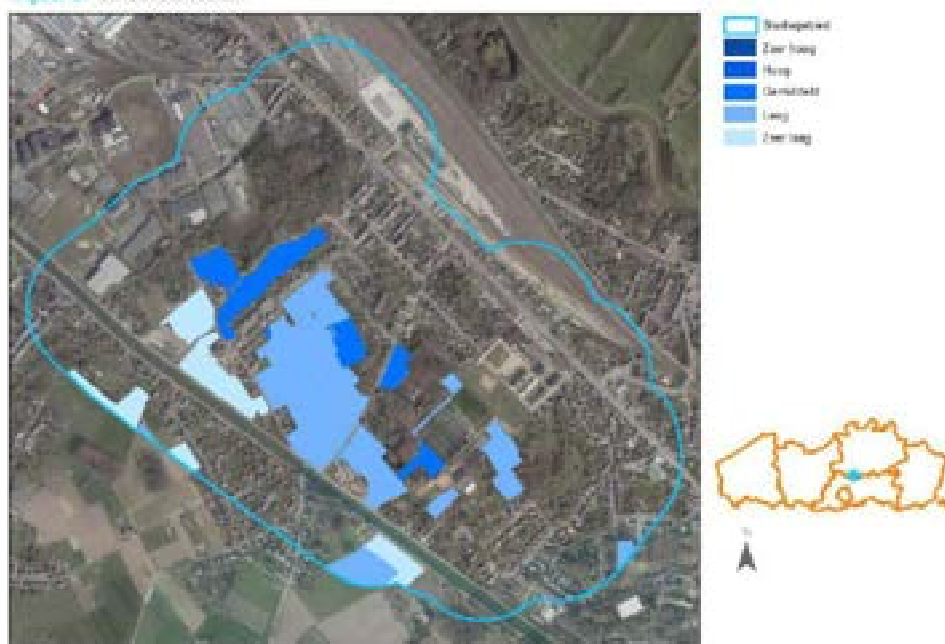 Studiegebied
Zeer hoog
Hoog
Gemiddeld
Laag
Zeer laag